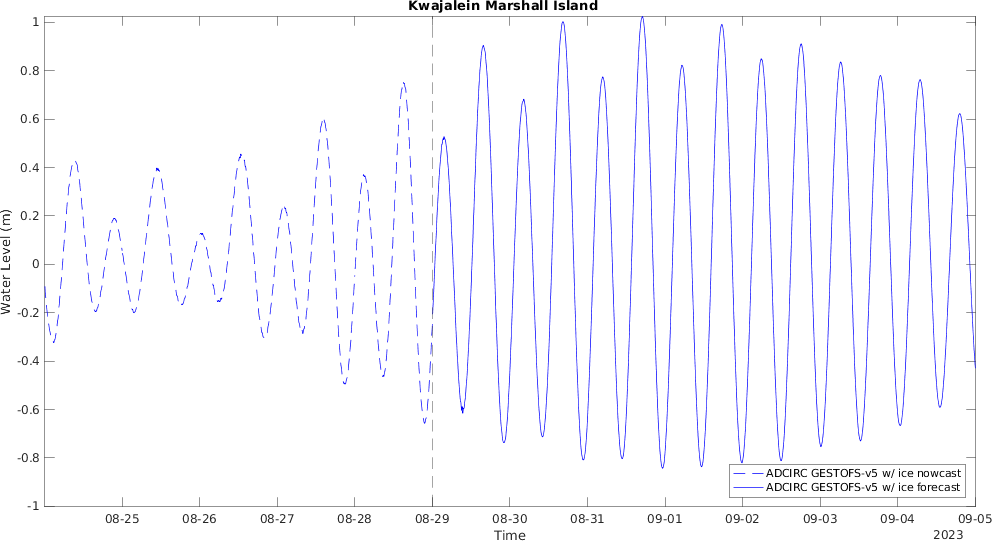 Kwajalein Marshall Island
Water Level (m)
1
0.8
0.6
0.4
0.2
0
-0.2
-0.4
-0.6
-0.8
-1
ADCIRC GESTOFS-v5 w/ ice nowcast
ADCIRC GESTOFS-v5 w/ ice forecast
08-25 08-26 08-27 08-28 08-29 08-30 08-31 09-01 09-02 09-03 09-04 09-05
Time
2023